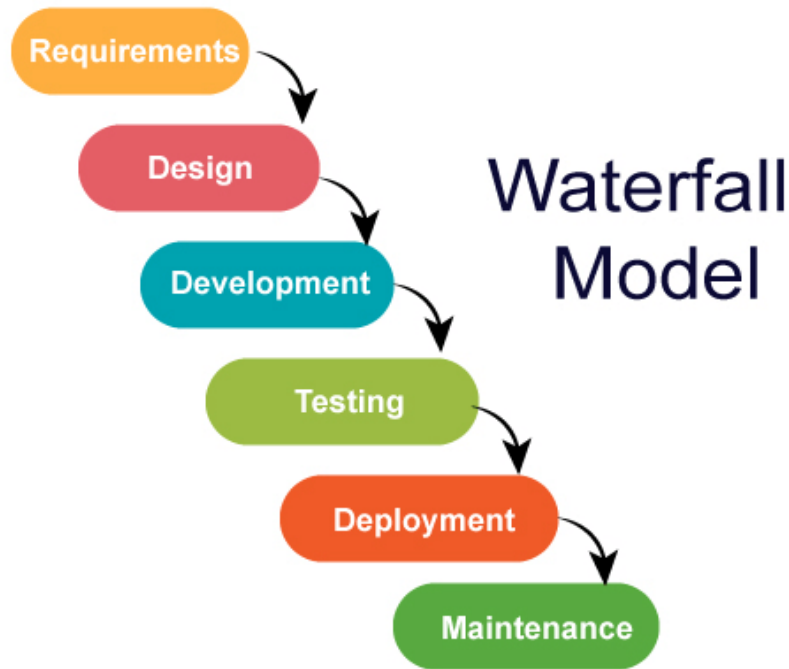 Requirements
Design
Waterfall
Model
Development
Testing
Deployment
Maintenance